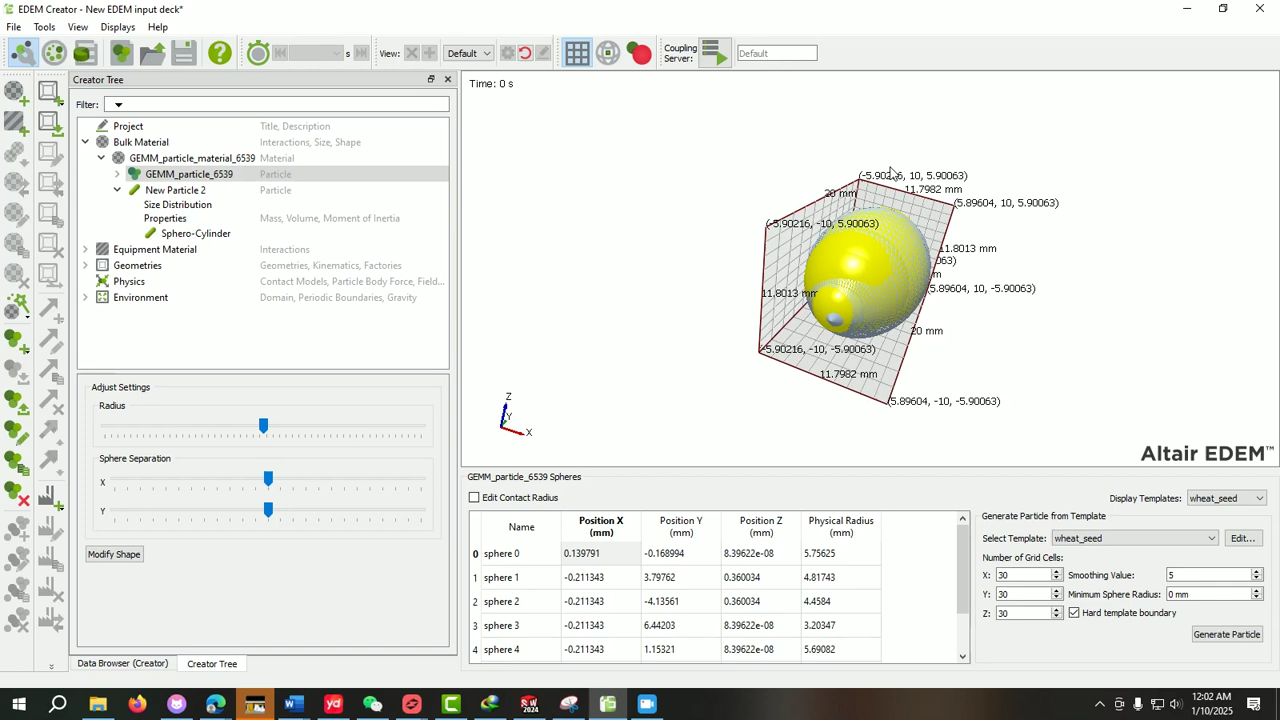 EDEM Creator - New EDEM input deck*
File Tools View Displays Help
s View: Default Coupling Server: Default
Creator Tree
Filter:
Project Title, Description
Bulk Material Interactions, Size, Shape
GEMM_particle_material_6539 Material
GEMM_particle_6539 Particle
New Particle 2 Particle
Size Distribution
Properties Mass, Volume, Moment of Inertia
Sphero-Cylinder
Equipment Material Interactions
Geometries Geometries, Kinematics, Factories
Physics Contact Models, Particle Body Force, Field...
Environment Domain, Periodic Boundaries, Gravity
Adjust Settings
Radius
Sphere Separation
X
Y
Modify Shape
Data Browser (Creator) Creator Tree
Time: 0 s
(-5.90216, 10, 5.90063)
20 mm 11.7982 mm
(5.89604, 10, 5.90063)
(-5.90216, -10, 5.90063)
11.8013 mm
063)
m
(5.89604, 10, -5.90063)
11.8013 mm
20 mm
(-5.90216, -10, -5.90063)
11.7982 mm
(5.89604, -10, -5.90063)
Z
Y
X
Altair EDEM™
GEMM_particle_6539 Spheres
Edit Contact Radius
Display Templates: wheat_seed
Name Position X (mm) Position Y (mm) Position Z (mm) Physical Radius (mm)
0 sphere 0 0.139791 -0.168994 8.39622e-08 5.75625
1 sphere 1 -0.211343 3.79762 0.360034 4.81743
2 sphere 2 -0.211343 -4.13561 0.360034 4.4584
3 sphere 3 -0.211343 6.44203 8.39622e-08 3.20347
4 sphere 4 -0.211343 1.15321 8.39622e-08 5.69082
Generate Particle from Template
Select Template: wheat_seed Edit...
Number of Grid Cells:
X: 30 Smoothing Value: 5
Y: 30 Minimum Sphere Radius: 0 mm
Z: 30 Hard template boundary
Generate Particle
12:02 AM
1/10/2025